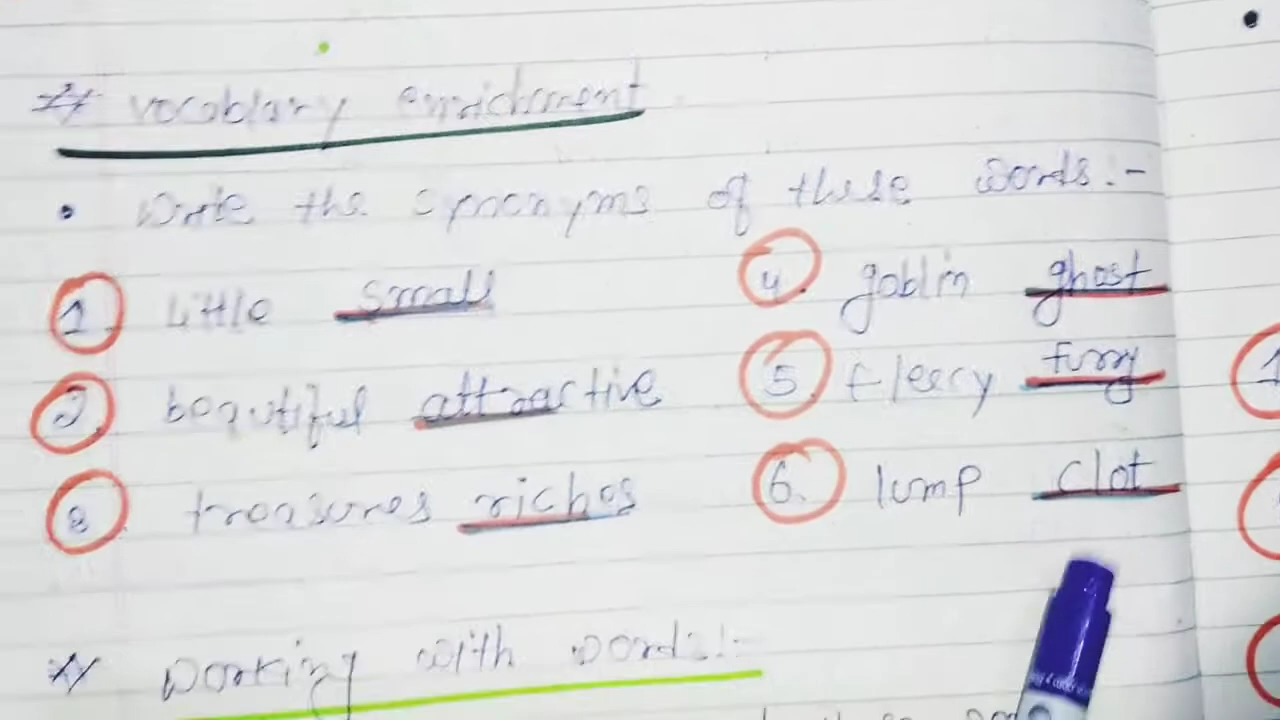 vocablary enrichment
• Write the synonyms of these words:-
1. Little small
2. beautiful attractive
3 treasures riches
4. goblin ghost
5. fleecy furry
6. lump clot
Working with words:-